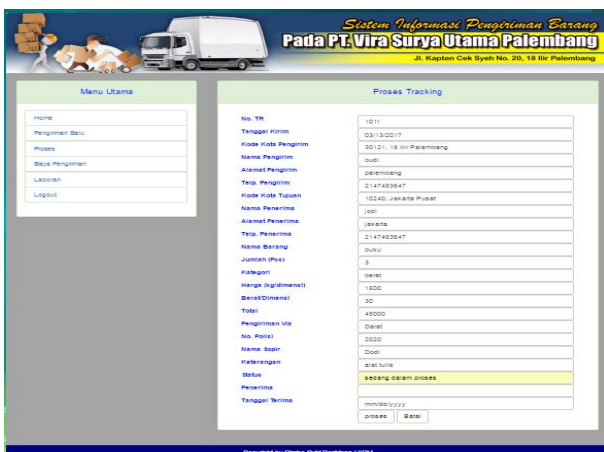 Sistem Informasi Pengiriman Barang
Pada PT. Vira Surya Utama Palembang
Jl. Kapten Cek Syeh No. 20, 18 Ilir Palembang
Menu Utama
Home
Pengiriman Baru
Proses
Biaya Pengiriman
Laporan
Logout
Proses Tracking
No. TR 1011
Tanggal Kirim 03/13/2017
Kode Kota Pengirim 30121, 18 Ilir Palembang
Nama Pengirim budi
Alamat Pengirim palembang
Telp. Pengirim 2147483647
Kode Kota Tujuan 10240, Jakarta Pusat
Nama Penerima jodi
Alamat Penerima jakarta
Telp. Penerima 2147483647
Nama Barang buku
Jumlah (Pcs) 3
Kategori berat
Harga (kg/dimensi) 1500
Berat/Dimensi 30
Total 45000
Pengiriman Via Darat
No. Polisi 2020
Nama Sopir Dodi
Keterangan alat tulis
Status sedang dalam proses
Penerima
Tanggal Terima mm/dd/yyyy
proses Batal
Copyright by